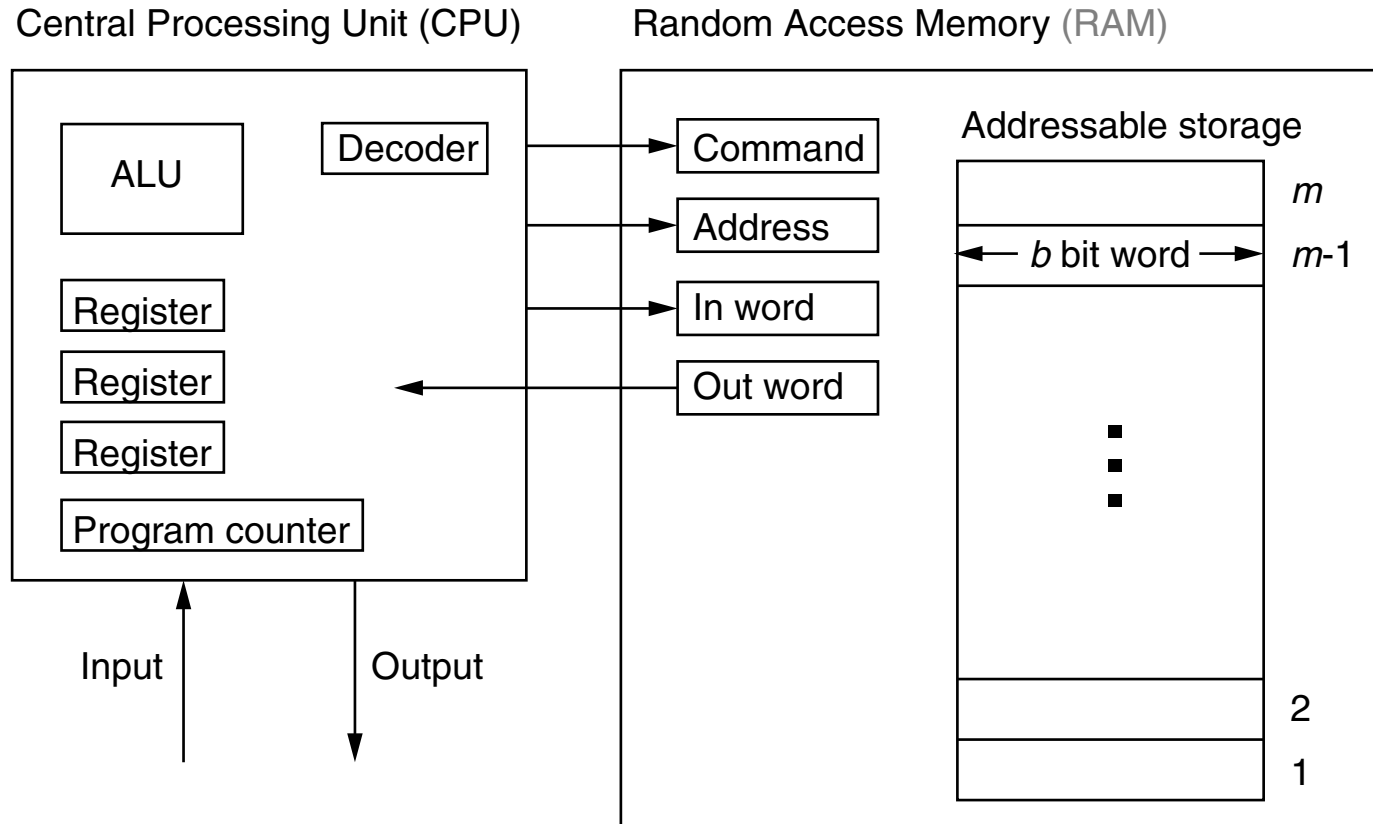 Central Processing Unit (CPU)
Random Access Memory (RAM)
ALU
Decoder
Register
Register
Register
Program counter
Input
Output
Command
Address
In word
Out word
Addressable storage
m
b bit word
m-1
2
1